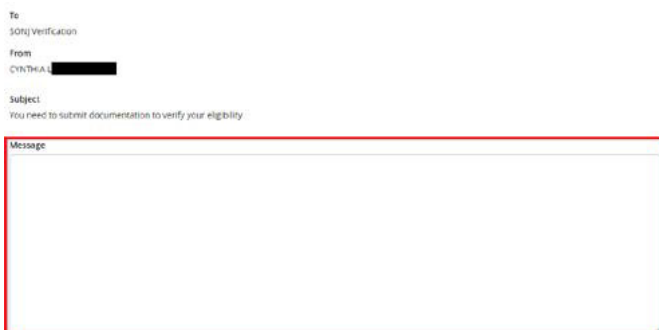 To
SONJ Verification
From
CYNTHIA L
Subject
You need to submit documentation to verify your eligibility
Message